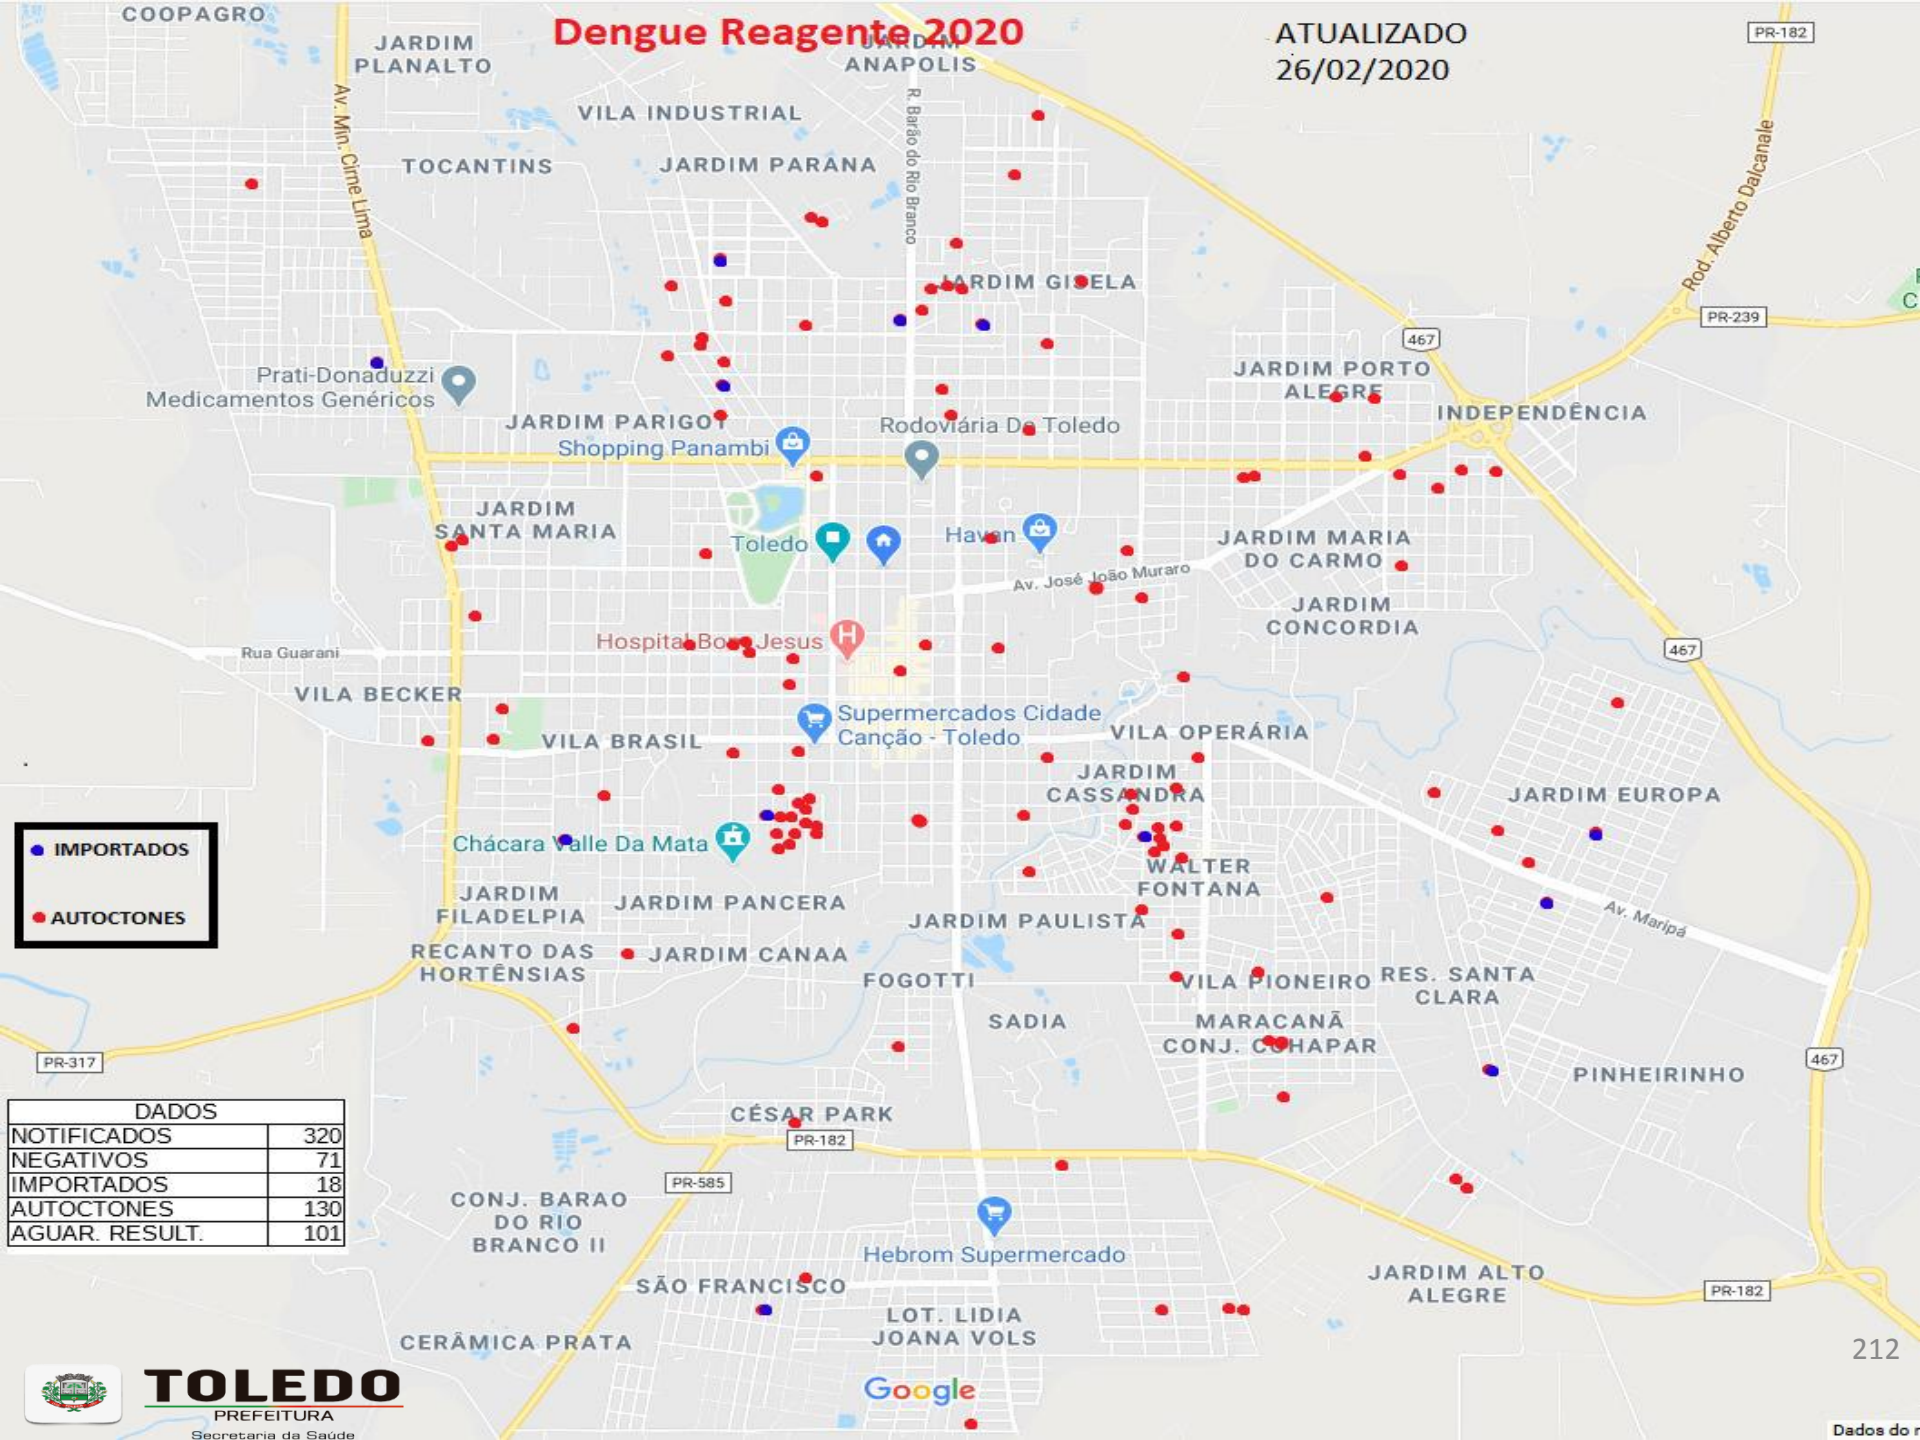 COOPAGRO
Dengue Reagente 2020
ATUALIZADO
26/02/2020
PR-182
JARDIM
PLANALTO
JARDIM
ANAPOLIS
VILA INDUSTRIAL
Av. Min. Cirne Lima
R. Barão do Rio Branco
TOCANTINS
JARDIM PARANA
Rod. Alberto Dalcanale
JARDIM GISELA
PR-239
467
JARDIM PORTO
ALEGRE
INDEPENDÊNCIA
Prati-Donaduzzi
Medicamentos Genéricos
JARDIM PARIGOT
Shopping Panambi
Rodoviária De Toledo
JARDIM
SANTA MARIA
Toledo
Havan
JARDIM MARIA
DO CARMO
Av. José João Muraro
JARDIM
CONCORDIA
Hospital Bom Jesus
Rua Guarani
467
VILA BECKER
Supermercados Cidade
Canção - Toledo
VILA BRASIL
VILA OPERÁRIA
JARDIM
CASSANDRA
JARDIM EUROPA
IMPORTADOS
AUTOCTONES
Chácara Valle Da Mata
WALTER
FONTANA
JARDIM
FILADELPIA
JARDIM PANCERA
JARDIM PAULISTA
Av. Maripá
RECANTO DAS
HORTÊNSIAS
JARDIM CANAA
FOGOTTI
VILA PIONEIRO
RES. SANTA
CLARA
SADIA
MARACANÃ
CONJ. COHAPAR
PR-317
467
PINHEIRINHO
DADOS
NOTIFICADOS 320
NEGATIVOS 71
IMPORTADOS 18
AUTOCTONES 130
AGUAR. RESULT. 101
CÉSAR PARK
PR-182
PR-585
CONJ. BARAO
DO RIO
BRANCO II
Hebrom Supermercado
SÃO FRANCISCO
JARDIM ALTO
ALEGRE
PR-182
LOT. LIDIA
JOANA VOLS
CERÂMICA PRATA
212
TOLEDO
PREFEITURA
Secretaria da Saúde
Google
H
Dados do